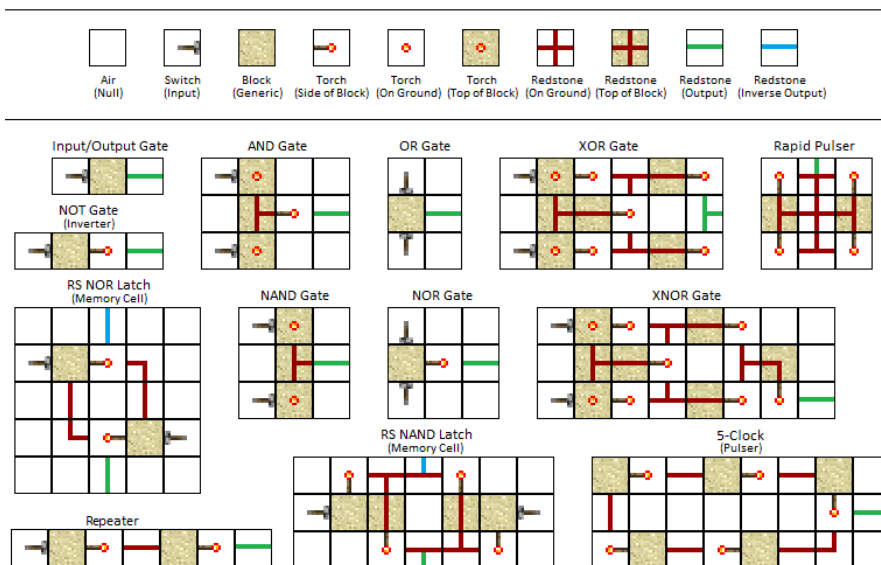 Air Switch Block Torch Torch Torch Redstone Redstone Redstone Redstone
(Null) (Input) (Generic) (Side of Block) (On Ground) (Top of Block) (On Ground) (Top of Block) (Output) (Inverse Output)
Input/Output Gate AND Gate OR Gate XOR Gate Rapid Pulser
NOT Gate
(Inverter)
RS NOR Latch
(Memory Cell)
NAND Gate NOR Gate XNOR Gate
RS NAND Latch
(Memory Cell)
5-Clock
(Pulser)
Repeater